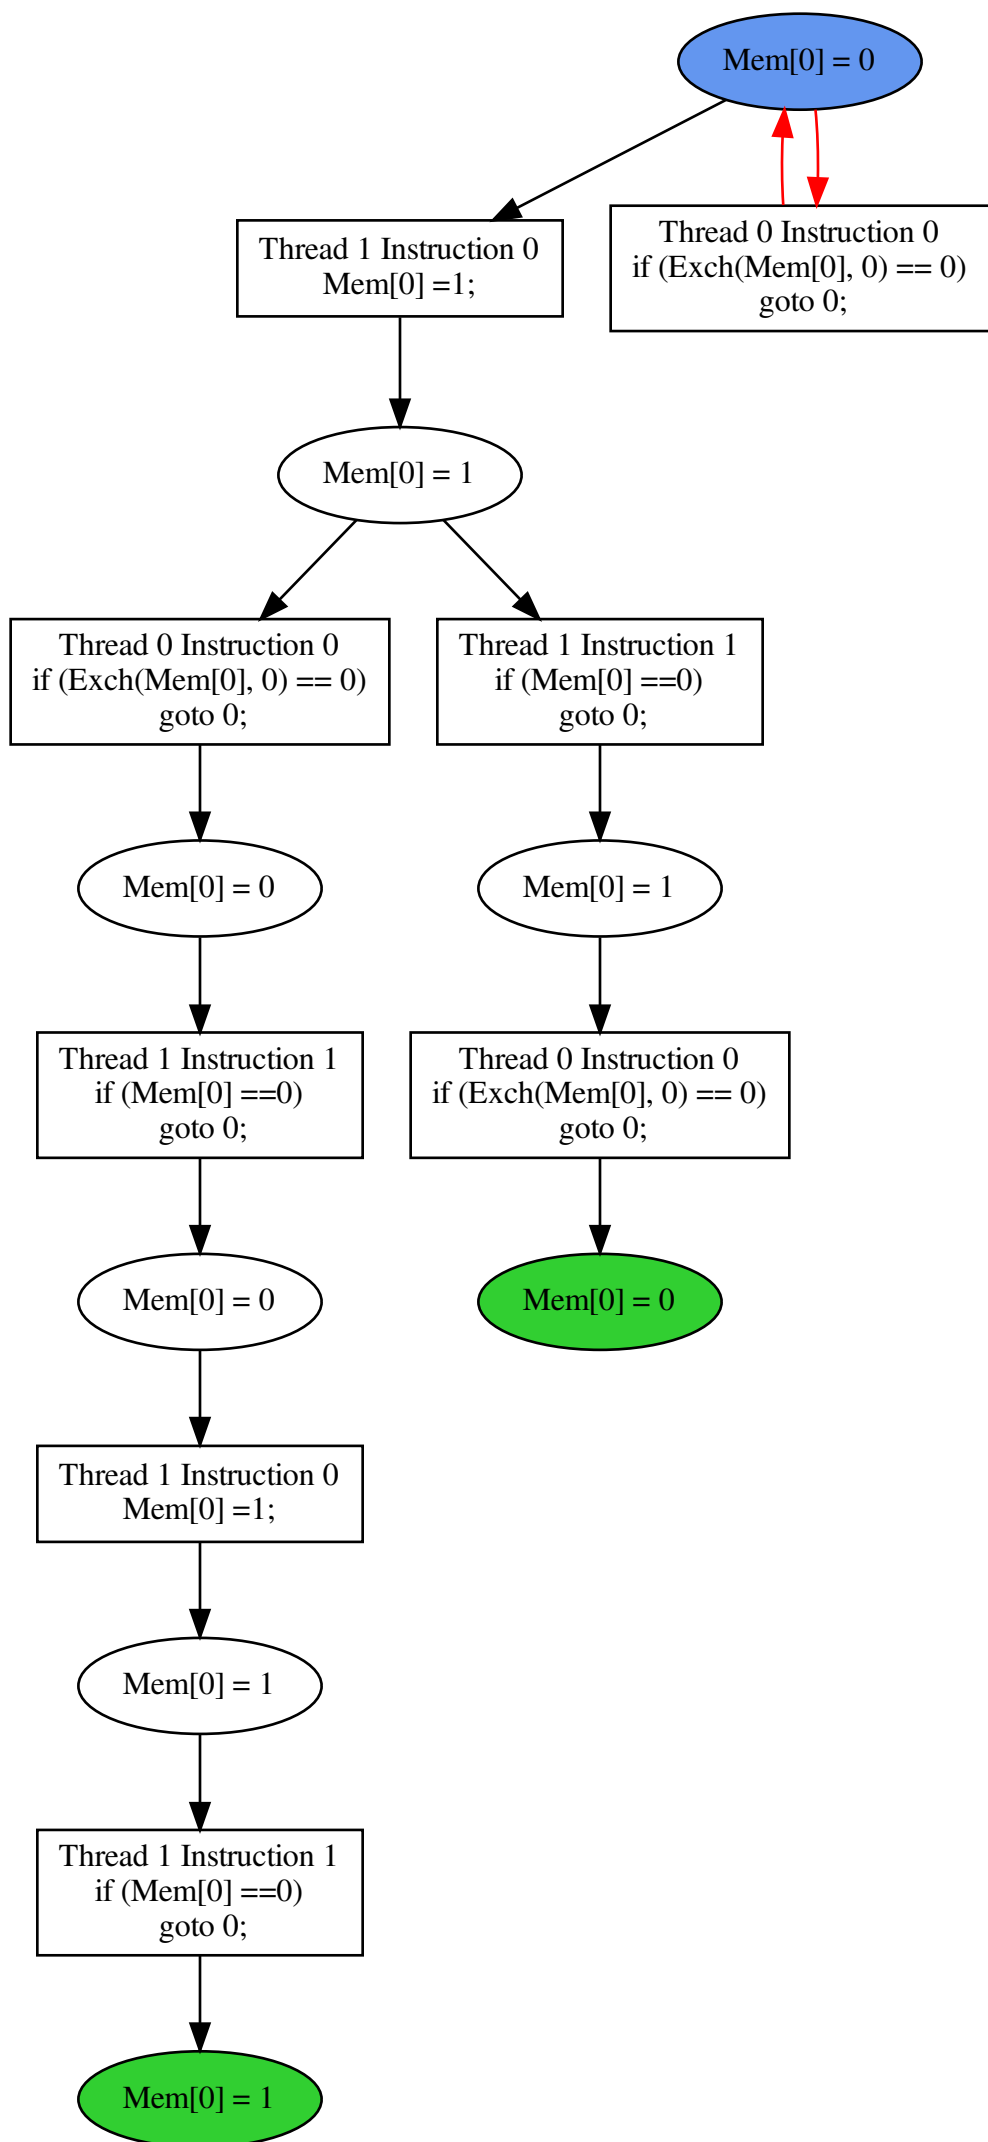 Mem[0] = 0
Thread 1 Instruction 0
Mem[0] =1;
Thread 0 Instruction 0
if (Exch(Mem[0], 0) == 0)
goto 0;
Mem[0] = 1
Thread 0 Instruction 0
if (Exch(Mem[0], 0) == 0)
goto 0;
Thread 1 Instruction 1
if (Mem[0] ==0)
goto 0;
Mem[0] = 0
Mem[0] = 1
Thread 1 Instruction 1
if (Mem[0] ==0)
goto 0;
Thread 0 Instruction 0
if (Exch(Mem[0], 0) == 0)
goto 0;
Mem[0] = 0
Mem[0] = 0
Thread 1 Instruction 0
Mem[0] =1;
Mem[0] = 1
Thread 1 Instruction 1
if (Mem[0] ==0)
goto 0;
Mem[0] = 1